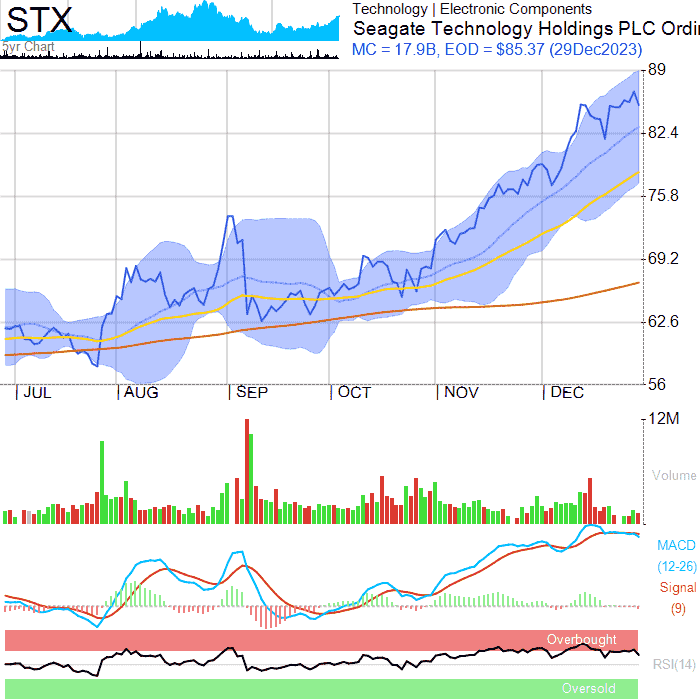 STX
5yr Chart
Technology | Electronic Components
Seagate Technology Holdings PLC Ordi
MC = 17.9B, EOD = $85.37 (29Dec2023)
89
82.4
75.8
69.2
62.6
56
JUL
AUG
SEP
OCT
NOV
DEC
12M
Volume
MACD
(12-26)
Signal
(9)
Overbought
RSI(14)
Oversold